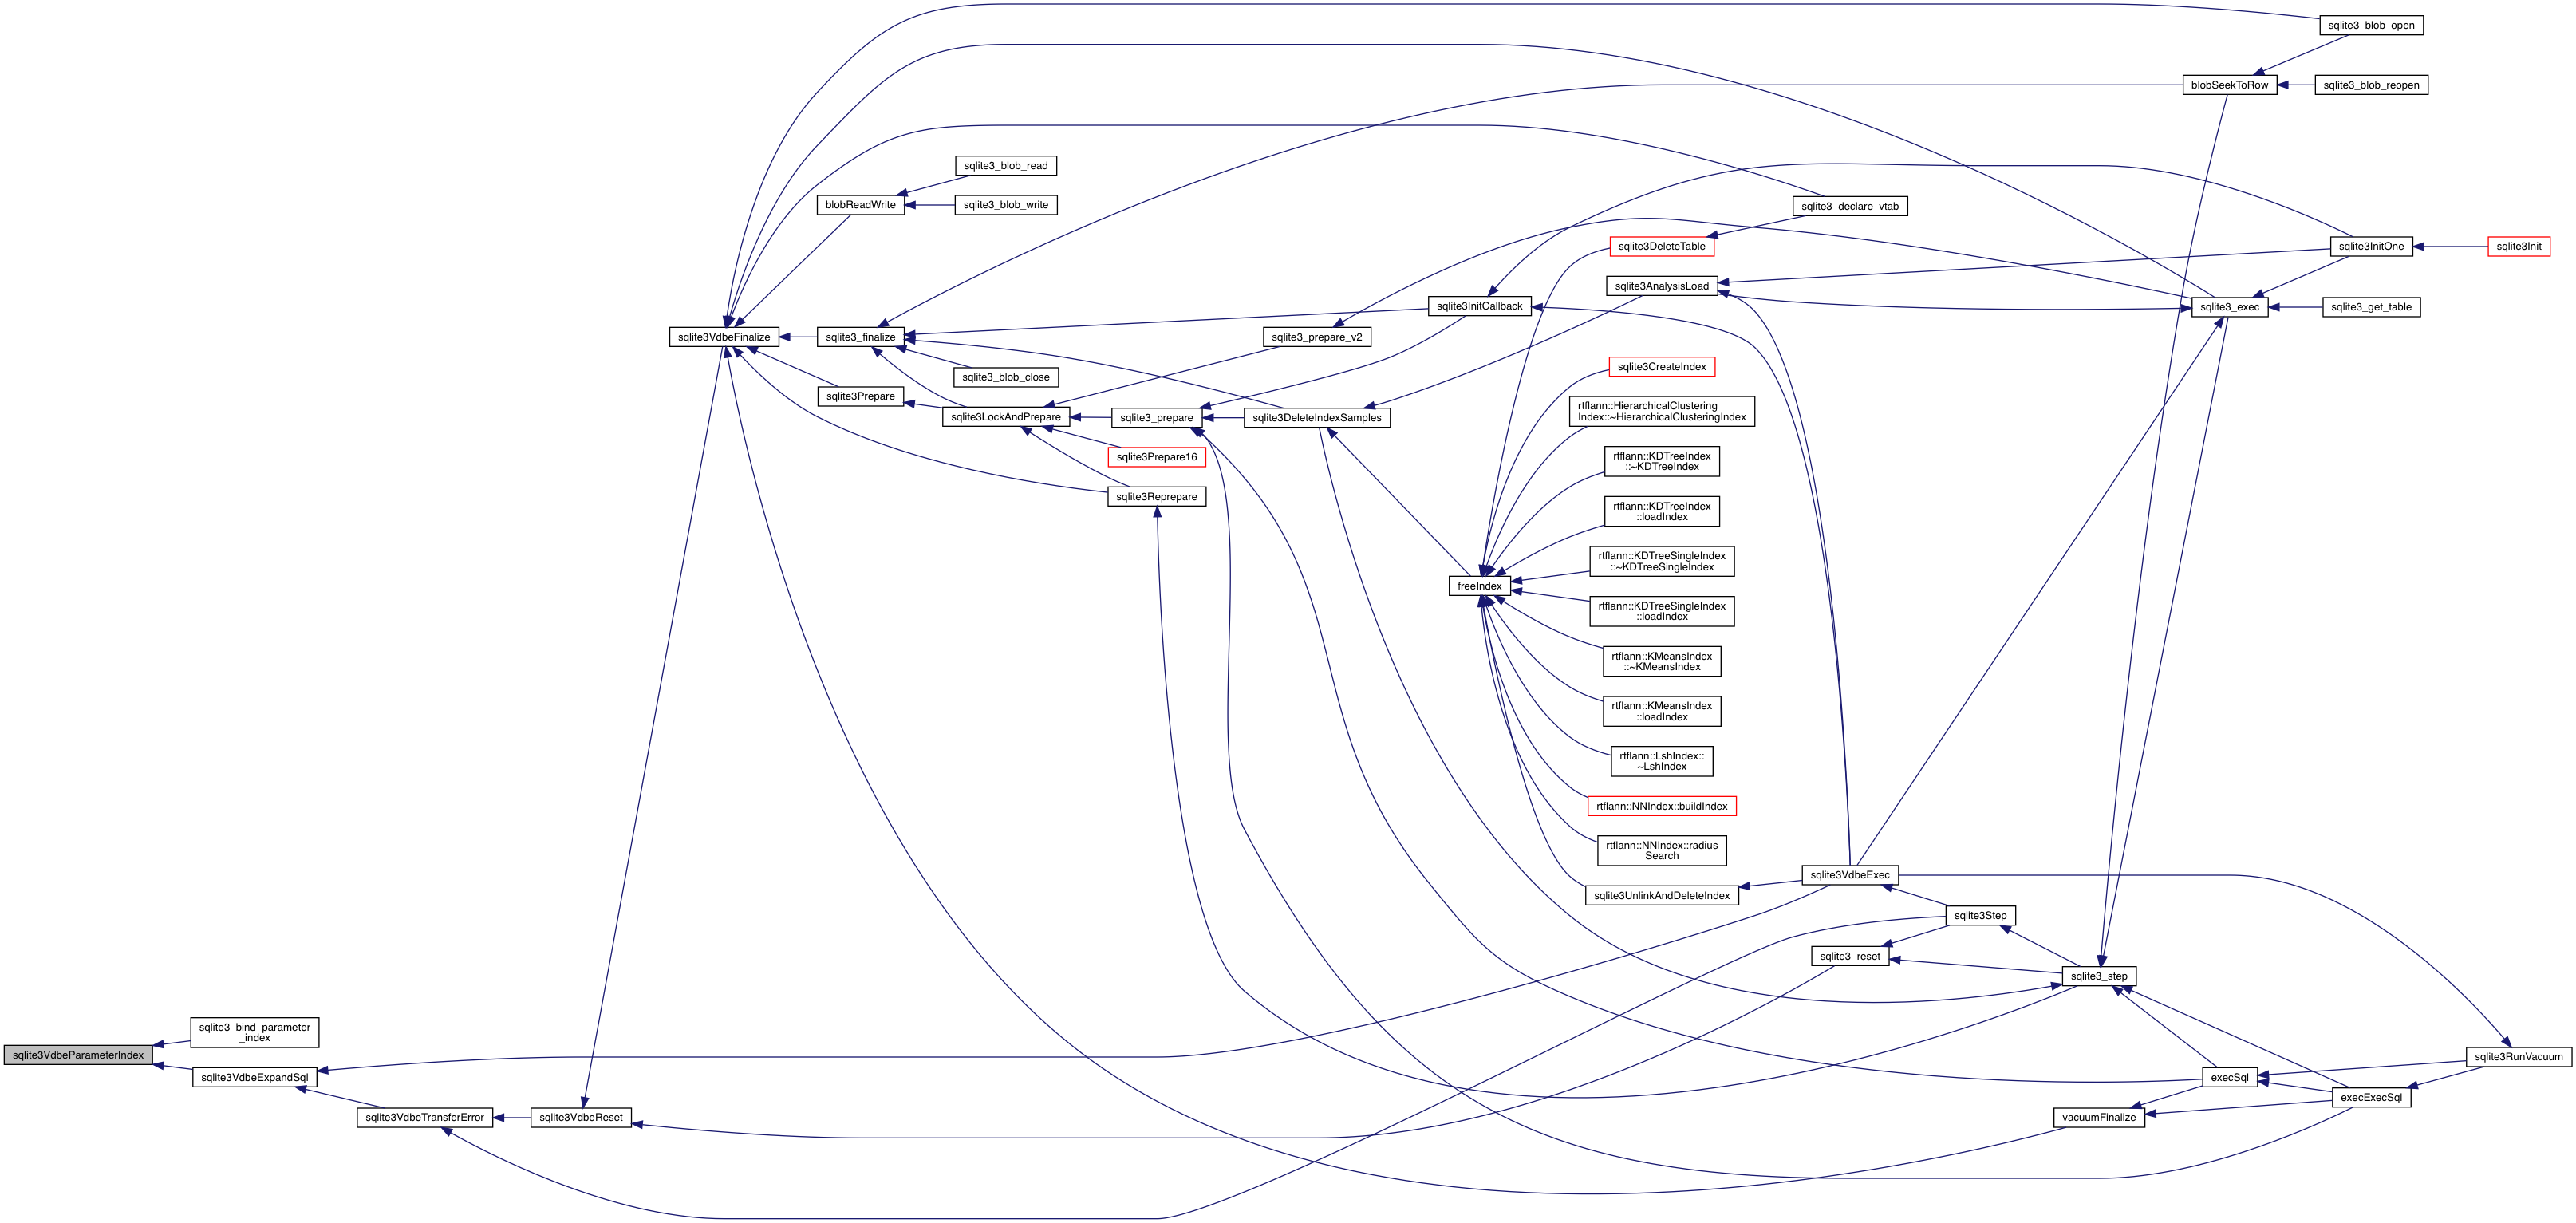 sqlite3VdbeParameterIndex
sqlite3_bind_parameter
_index
sqlite3VdbeExpandSql
sqlite3VdbeTransferError
sqlite3VdbeReset
sqlite3VdbeFinalize
blobReadWrite
sqlite3_finalize
sqlite3Prepare
sqlite3_blob_read
sqlite3_blob_write
sqlite3_blob_close
sqlite3LockAndPrepare
sqlite3_prepare
sqlite3Prepare16
sqlite3Reprepare
sqlite3_prepare_v2
sqlite3DeleteIndexSamples
sqlite3InitCallback
freeIndex
sqlite3DeleteTable
sqlite3AnalysisLoad
sqlite3CreateIndex
rtflann::HierarchicalClustering
Index::~HierarchicalClusteringIndex
rtflann::KDTreeIndex
::~KDTreeIndex
rtflann::KDTreeIndex
::loadIndex
rtflann::KDTreeSingleIndex
::~KDTreeSingleIndex
rtflann::KDTreeSingleIndex
::loadIndex
rtflann::KMeansIndex
::~KMeansIndex
rtflann::KMeansIndex
::loadIndex
rtflann::LshIndex::
~LshIndex
rtflann::NNIndex::buildIndex
rtflann::NNIndex::radius
Search
sqlite3UnlinkAndDeleteIndex
sqlite3_declare_vtab
sqlite3VdbeExec
sqlite3Step
sqlite3_reset
sqlite3_step
vacuumFinalize
sqlite3_blob_open
blobSeekToRow
sqlite3_blob_reopen
sqlite3InitOne
sqlite3Init
sqlite3_exec
sqlite3_get_table
execSql
execExecSql
sqlite3RunVacuum